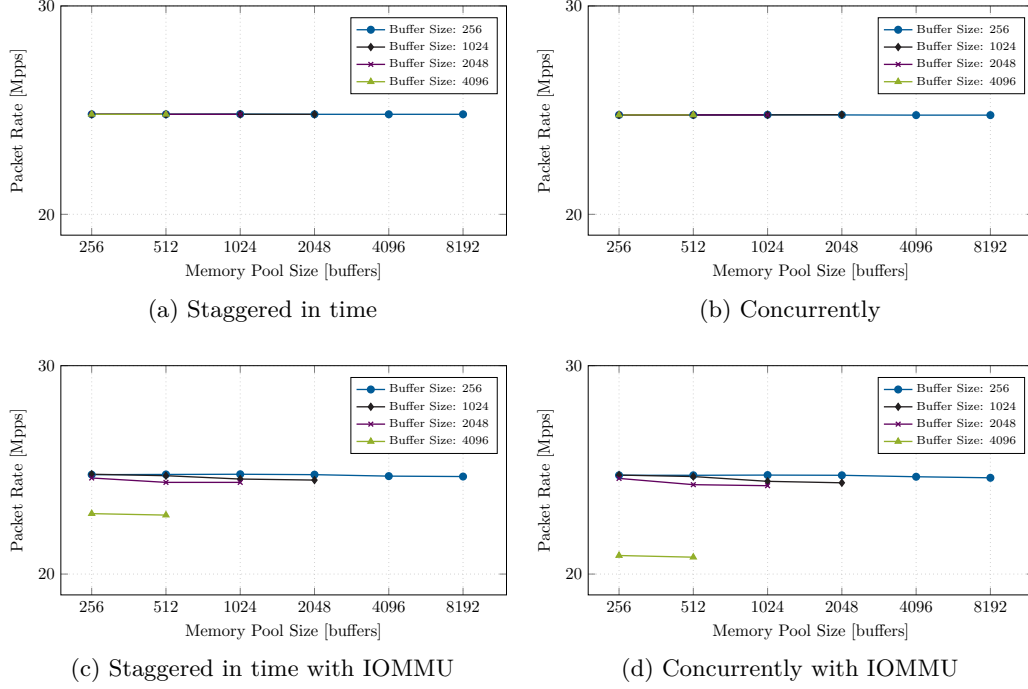 30
20
Packet Rate [Mpps]
Buffer Size: 256
Buffer Size: 1024
Buffer Size: 2048
Buffer Size: 4096
256 512 1024 2048 4096 8192
Memory Pool Size [buffers]
(a) Staggered in time
30
20
Packet Rate [Mpps]
Buffer Size: 256
Buffer Size: 1024
Buffer Size: 2048
Buffer Size: 4096
256 512 1024 2048 4096 8192
Memory Pool Size [buffers]
(b) Concurrently
30
20
Packet Rate [Mpps]
Buffer Size: 256
Buffer Size: 1024
Buffer Size: 2048
Buffer Size: 4096
256 512 1024 2048 4096 8192
Memory Pool Size [buffers]
(c) Staggered in time with IOMMU
30
20
Packet Rate [Mpps]
Buffer Size: 256
Buffer Size: 1024
Buffer Size: 2048
Buffer Size: 4096
256 512 1024 2048 4096 8192
Memory Pool Size [buffers]
(d) Concurrently with IOMMU